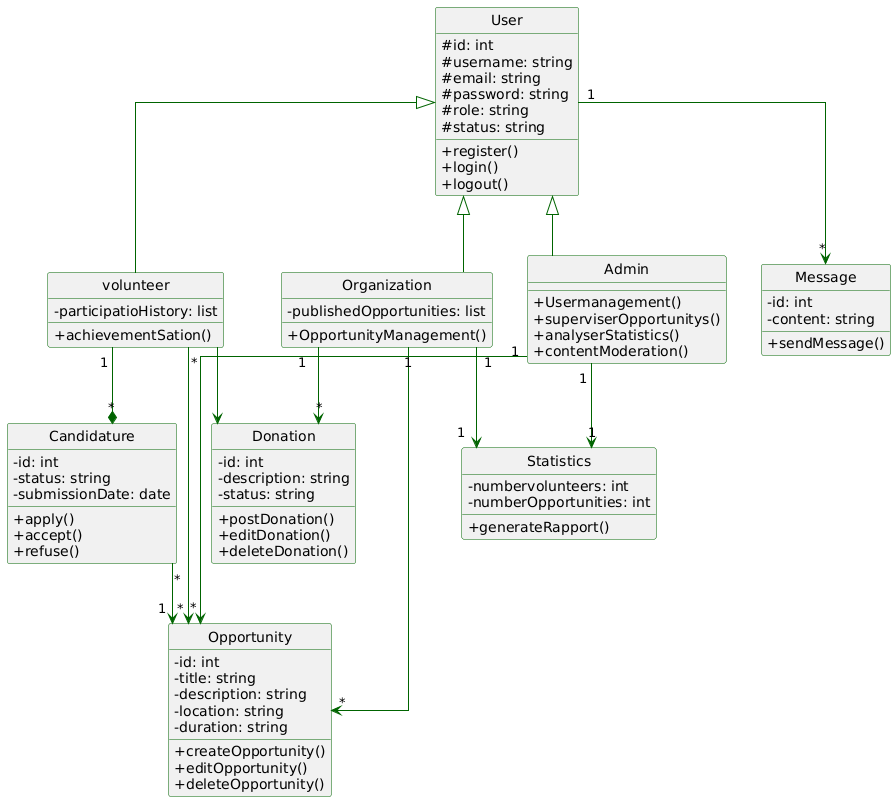 User
#id: int
#username: string
#email: string
#password: string
#role: string
#status: string
+register()
+login()
+logout()
1
*
volunteer
-participatioHistory: list
+achievementSation()
Organization
-publishedOpportunities: list
+OpportunityManagement()
Admin
+Usermanagement()
+superviserOpportunitys()
+analyserStatistics()
+contentModeration()
Message
-id: int
-content: string
+sendMessage()
1
*
1
1
1
1
1
*
*
1
1
Candidature
-id: int
-status: string
-submissionDate: date
+apply()
+accept()
+refuse()
Donation
-id: int
-description: string
-status: string
+postDonation()
+editDonation()
+deleteDonation()
Statistics
-numbervolunteers: int
-numberOpportunities: int
+generateRapport()
*
1
*
*
Opportunity
-id: int
-title: string
-description: string
-location: string
-duration: string
+createOpportunity()
+editOpportunity()
+deleteOpportunity()
*